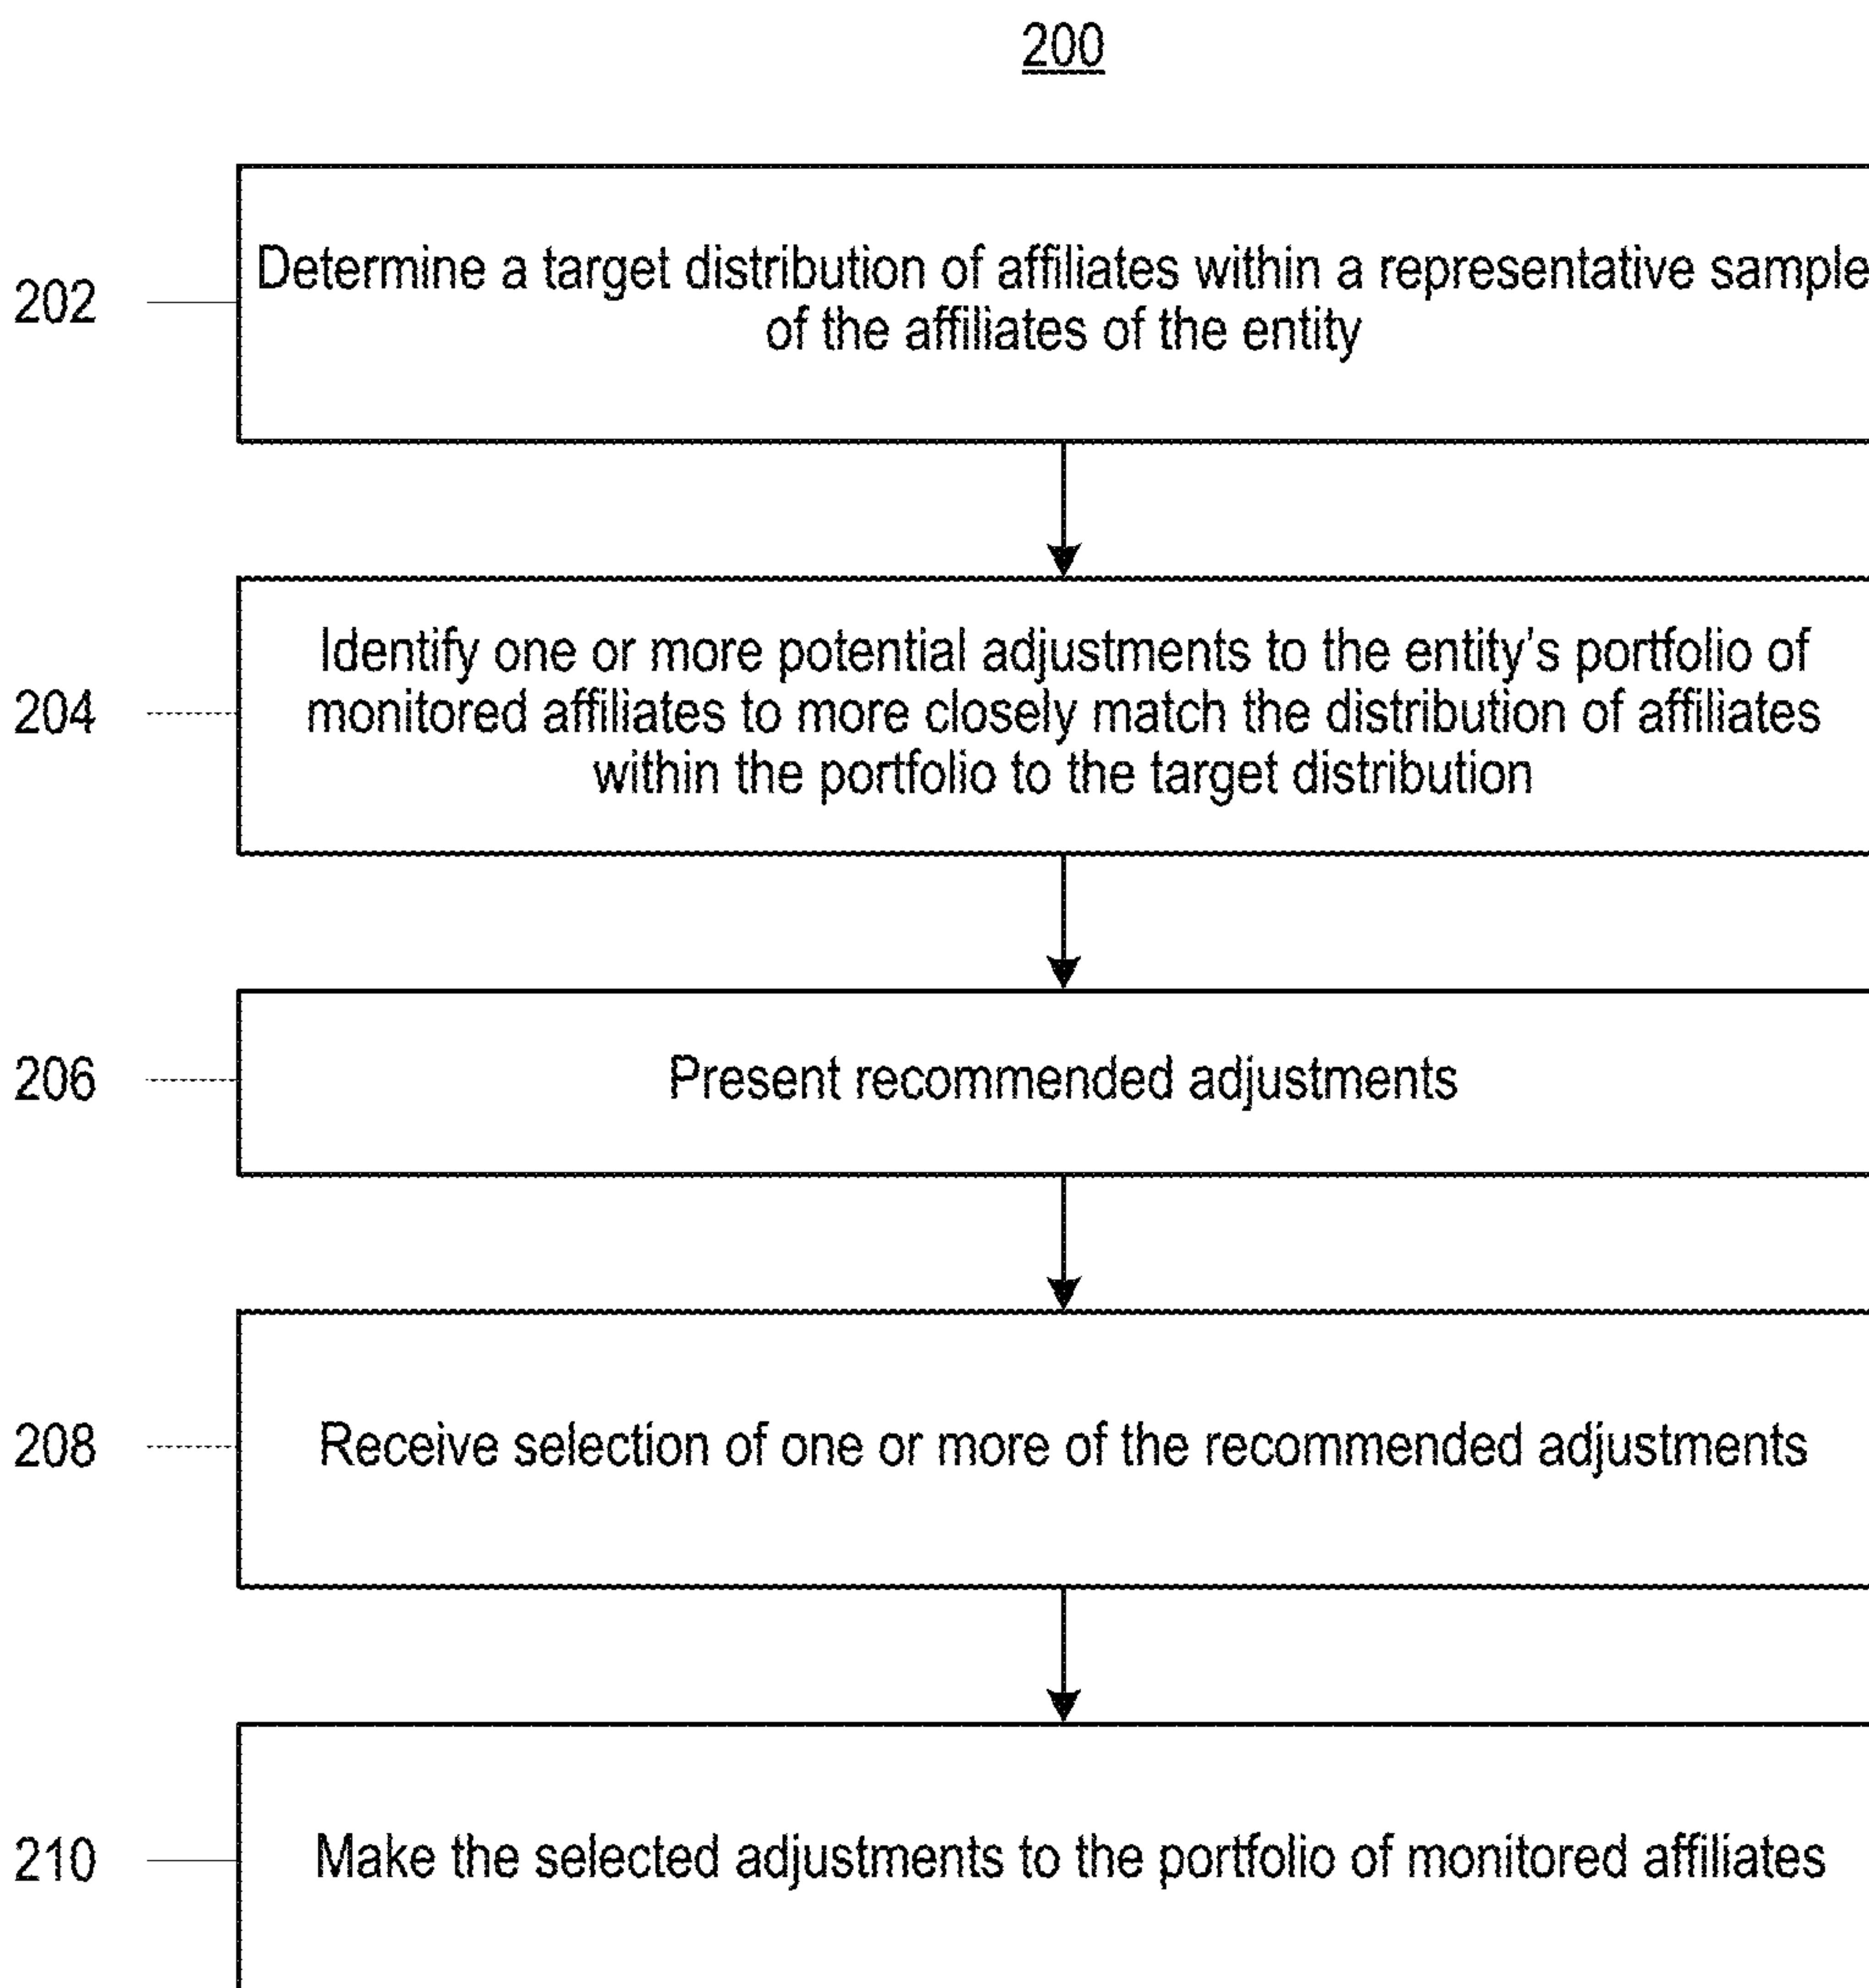 200
202
Determine a target distribution of affiliates within a representative sample
of the affiliates of the entity
204
Identify one or more potential adjustments to the entity's portfolio of
monitored affiliates to more closely match the distribution of affiliates
within the portfolio to the target distribution
206
Present recommended adjustments
208
Receive selection of one or more of the recommended adjustments
210
Make the selected adjustments to the portfolio of monitored affiliates